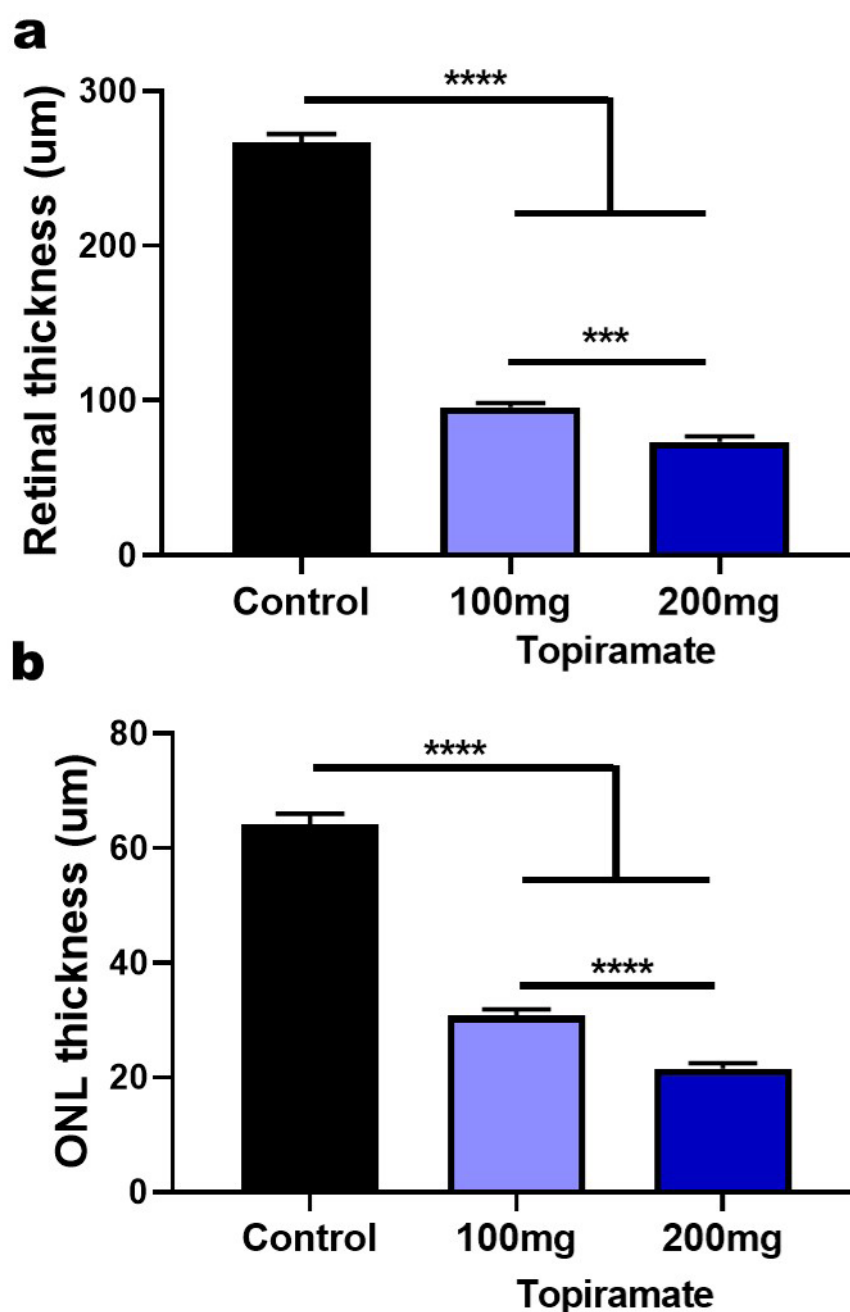 a
Retinal thickness (um)
300
200
100
0
****
***
Control 100mg 200mg
Topiramate
b
ONL thickness (um)
80
60
40
20
0
****
****
Control 100mg 200mg
Topiramate